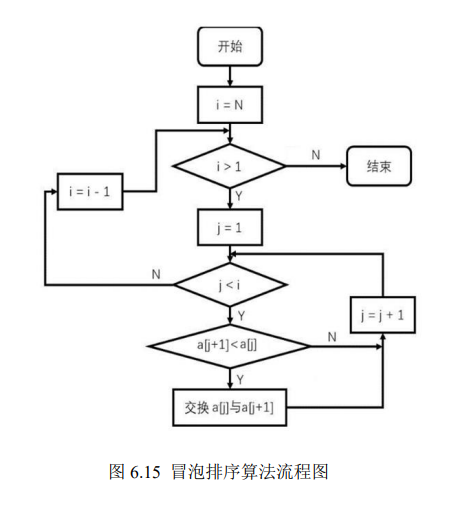 开始
i = N
i > 1
N
结束
i = i - 1
Y
j = 1
N
j < i
Y
j = j + 1
a[j+1]<a[j]
N
Y
交换 a[j]与a[j+1]
图 6.15 冒泡排序算法流程图